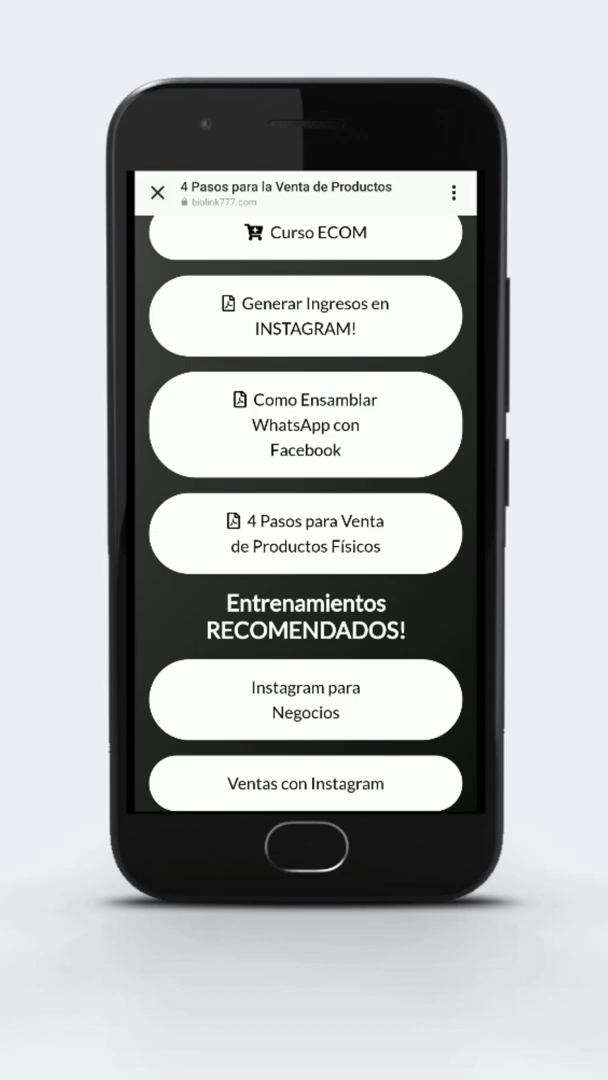 4 Pasos para la Venta de Productos
biolink777.com
Curso ECOM
Generar Ingresos en
INSTAGRAM!
Como Ensamblar
WhatsApp con
Facebook
4 Pasos para Venta
de Productos Físicos
Entrenamientos
RECOMENDADOS!
Instagram para
Negocios
Ventas con Instagram